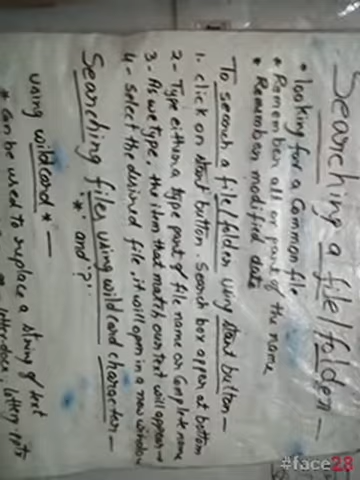 Searching a file/folder -
• looking for a Common file
• Remember all or part of the name
• Remember modified date
To search a file/folder using start button -
1. click on start button. Search box appear at bottom
2- Type either a type part of file name or Complete name
3- As we type, the item that match our text will appear
4- Select the desired file, it will open in a new window
Searching files using wild card character -
'*' and '?'
using wildcard * -
* Can be used to replace a string of text
#face23